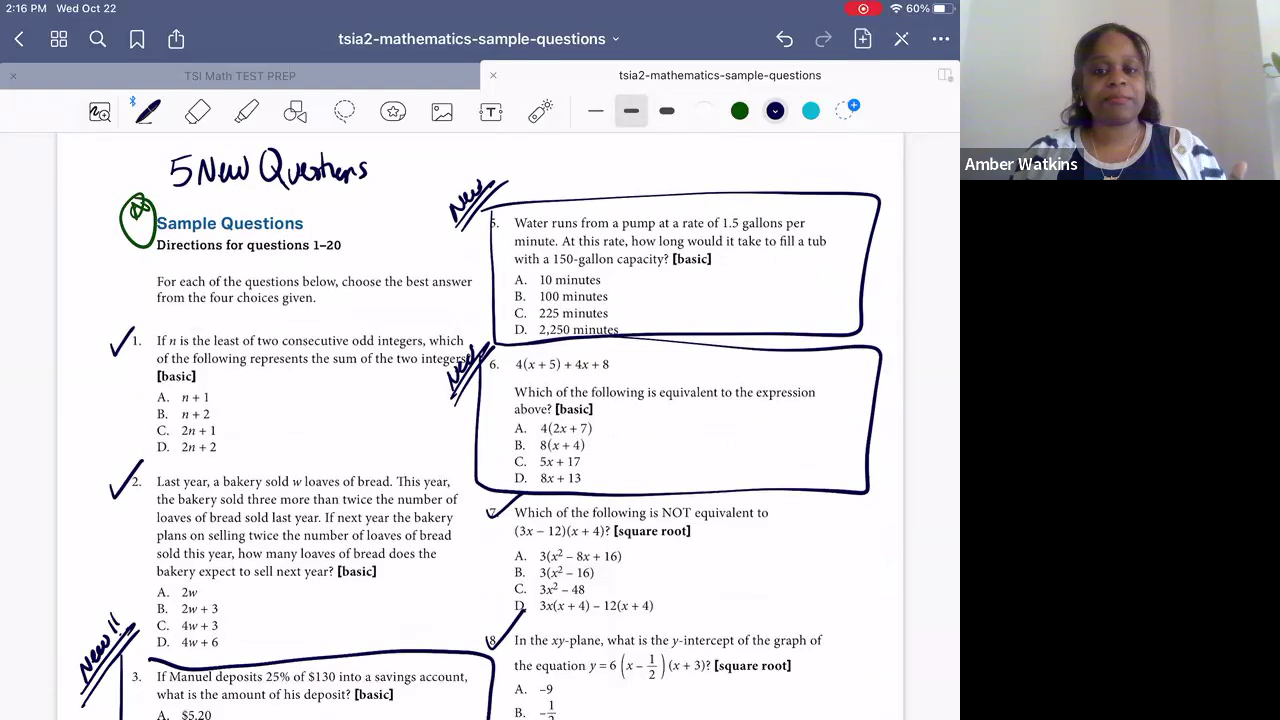 2:16 PM Wed Oct 22
60%
tsia2-mathematics-sample-questions
TSI Math TEST PREP
tsia2-mathematics-sample-questions
Amber Watkins
5 New Questions
Sample Questions
Directions for questions 1–20
For each of the questions below, choose the best answer
from the four choices given.
1. If n is the least of two consecutive odd integers, which
of the following represents the sum of the two integers?
[basic]
A. n + 1
B. n + 2
C. 2n + 1
D. 2n + 2
2. Last year, a bakery sold w loaves of bread. This year,
the bakery sold three more than twice the number of
loaves of bread sold last year. If next year the bakery
plans on selling twice the number of loaves of bread
sold this year, how many loaves of bread does the
bakery expect to sell next year? [basic]
A. 2w
B. 2w + 3
C. 4w + 3
D. 4w + 6
New!!
3. If Manuel deposits 25% of $130 into a savings account,
what is the amount of his deposit? [basic]
A. $5.20
New
5. Water runs from a pump at a rate of 1.5 gallons per
minute. At this rate, how long would it take to fill a tub
with a 150-gallon capacity? [basic]
A. 10 minutes
B. 100 minutes
C. 225 minutes
D. 2,250 minutes
New
6. 4(x + 5) + 4x + 8
Which of the following is equivalent to the expression
above? [basic]
A. 4(2x + 7)
B. 8(x + 4)
C. 5x + 17
D. 8x + 13
7. Which of the following is NOT equivalent to
(3x − 12)(x + 4)? [square root]
A. 3(x² − 8x + 16)
B. 3(x² − 16)
C. 3x² − 48
D. 3x(x + 4) − 12(x + 4)
8. In the xy-plane, what is the y-intercept of the graph of
the equation y = 6 (x − 1/2) (x + 3)? [square root]
A. −9
B. −1/2